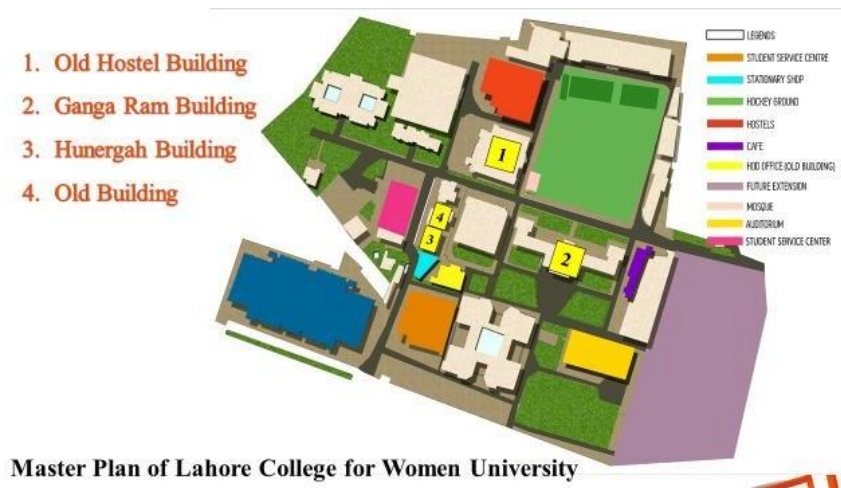 1. Old Hostel Building
2. Ganga Ram Building
3. Hunergah Building
4. Old Building
LEGENDS
STUDENT SERVICE CENTRE
STATIONARY SHOP
HOCKEY GROUND
HOSTELS
CAFE
HOD OFFICE (OLD BUILDING)
FUTURE EXTENSION
MOSQUE
AUDITORIUM
STUDENT SERVICE CENTER
1
4
3
2
Master Plan of Lahore College for Women University